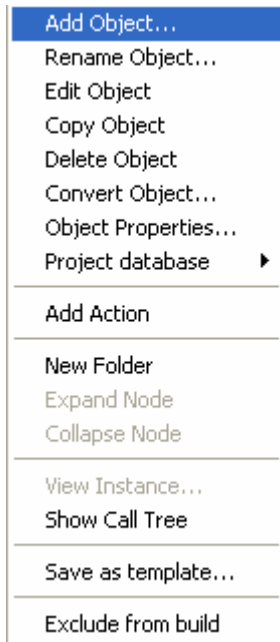 Add Object...
Rename Object...
Edit Object
Copy Object
Delete Object
Convert Object...
Object Properties...
Project database
Add Action
New Folder
Expand Node
Collapse Node
View Instance...
Show Call Tree
Save as template...
Exclude from build